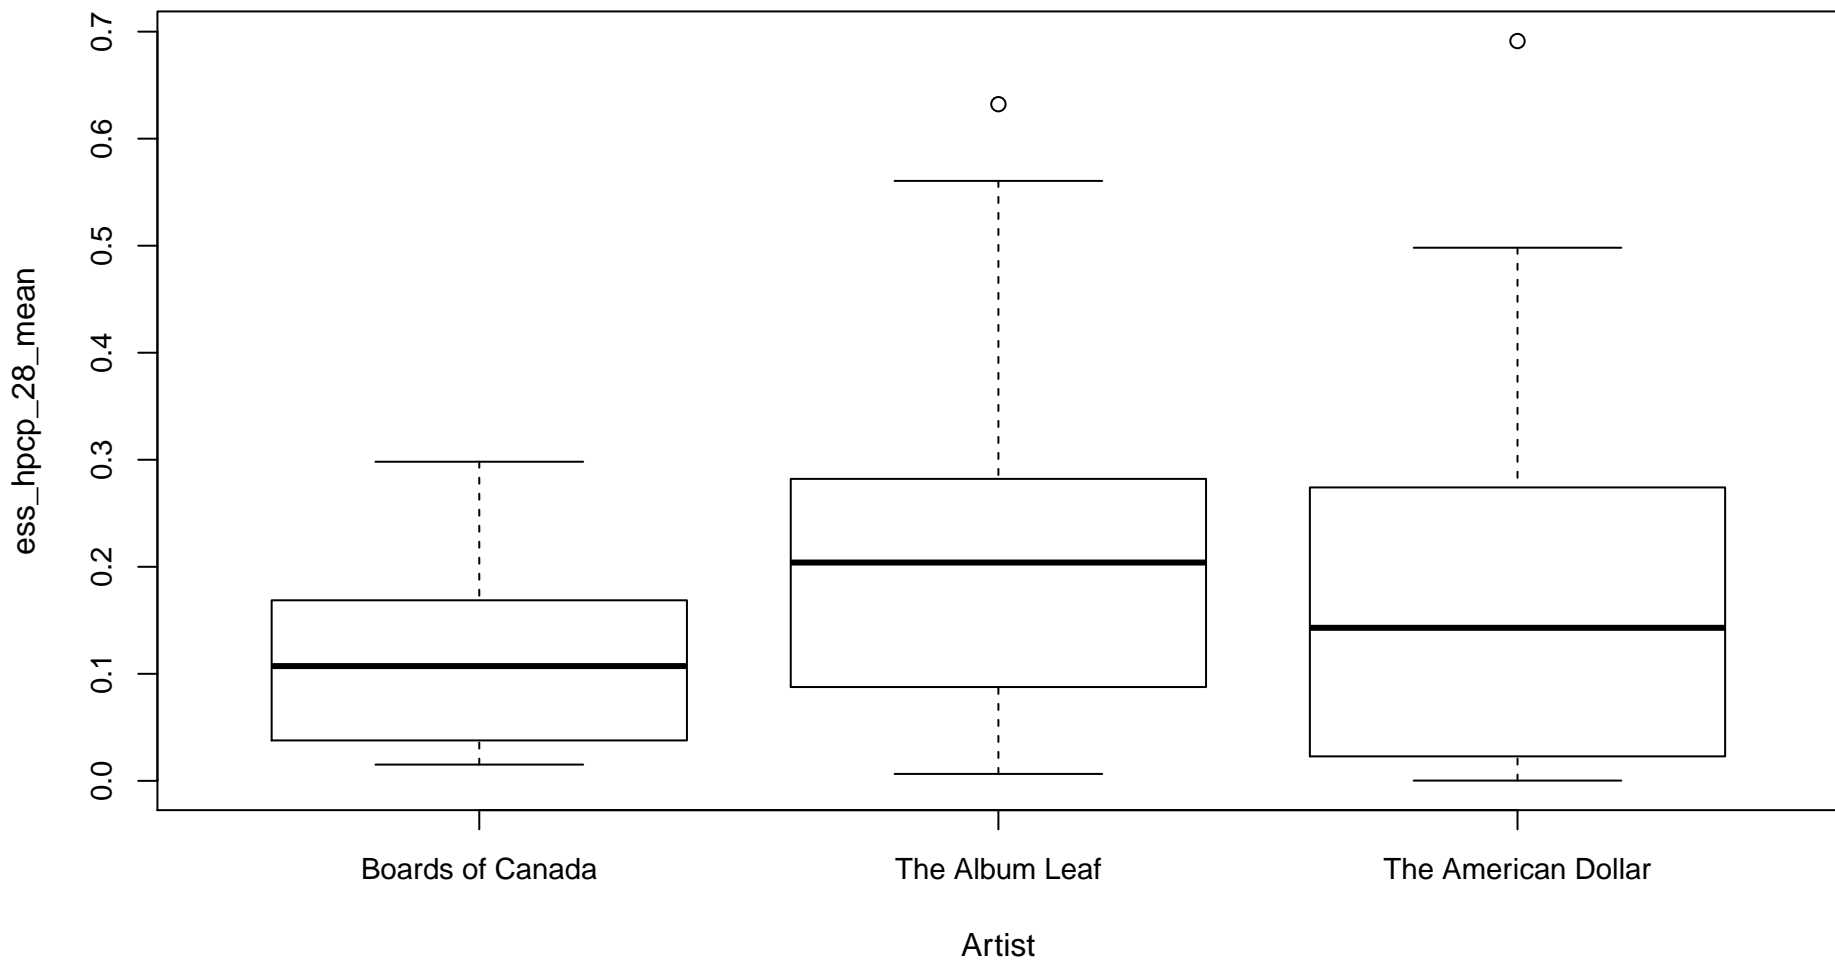 ess_hpcp_28_mean
0.7
0.6
0.5
0.4
0.3
0.2
0.1
0.0
Boards of Canada
The Album Leaf
The American Dollar
Artist